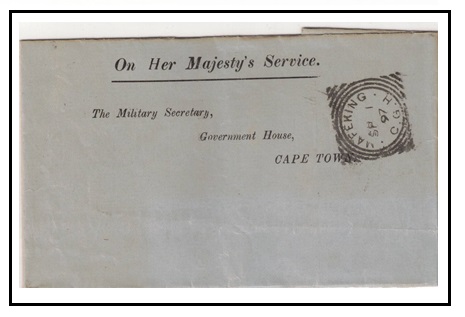 On Her Majesty's Service.
The Military Secretary,
Government House,
CAPE TOWN.
MAFEKING.
SP 1
97